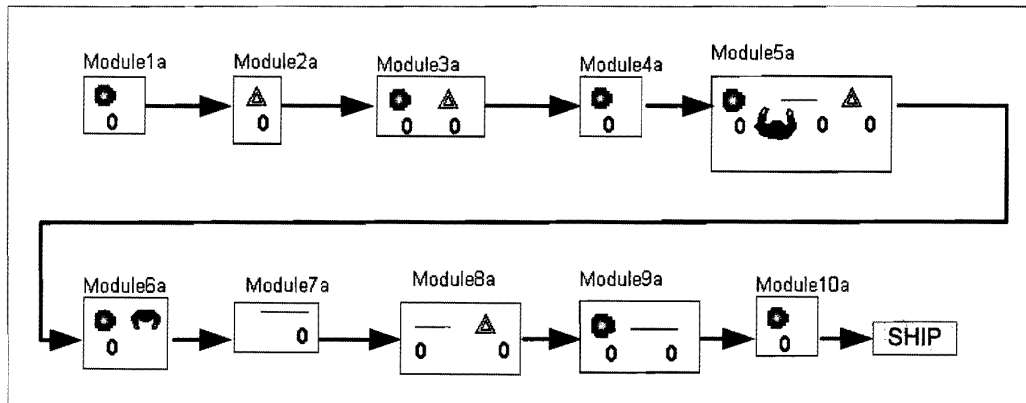 Module1a
Module2a
Module3a
Module4a
Module5a
0
0
0 0
0
0 0 0
Module6a
Module7a
Module8a
Module9a
Module10a
0
0
0 0
0 0
0
SHIP